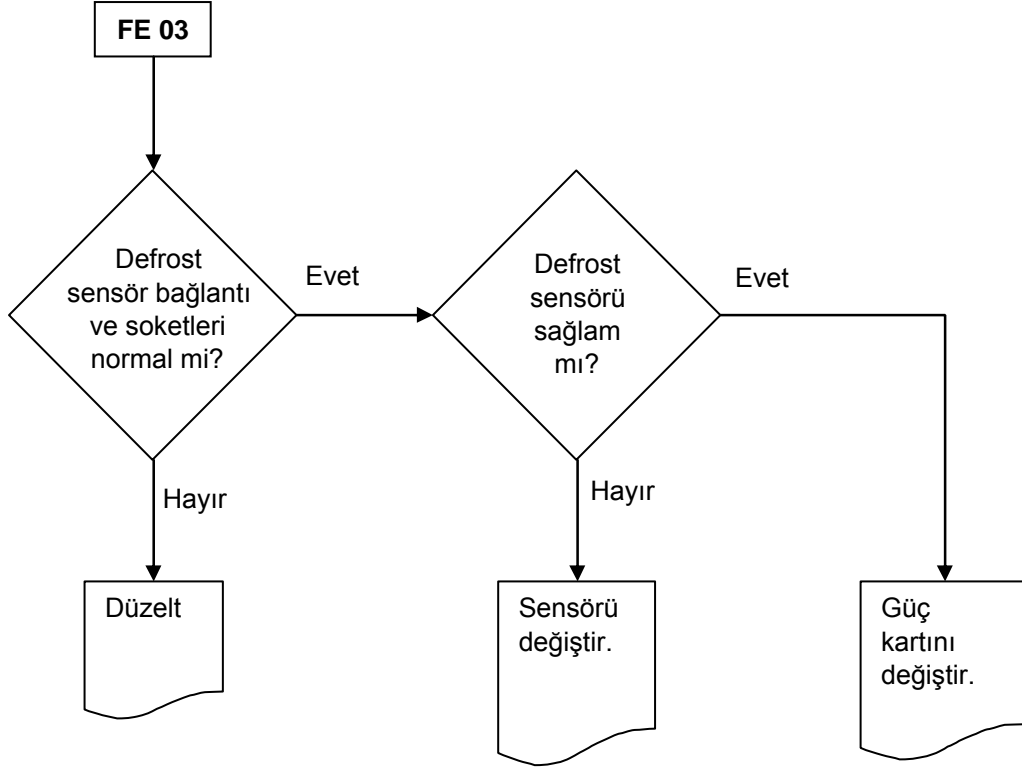 FE 03
Defrost
sensör bağlantı
ve soketleri
normal mi?
Evet
Defrost
sensörü
sağlam
mı?
Evet
Hayır
Hayır
Düzelt
Sensörü
değiştir.
Güç
kartını
değiştir.